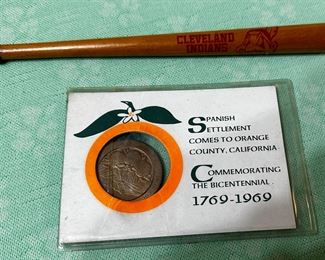 CLEVELAND
INDIANS
SPANISH
SETTLEMENT
COMES TO ORANGE
COUNTY, CALIFORNIA
COMMEMORATING
THE BICENTENNIAL
1769-1969